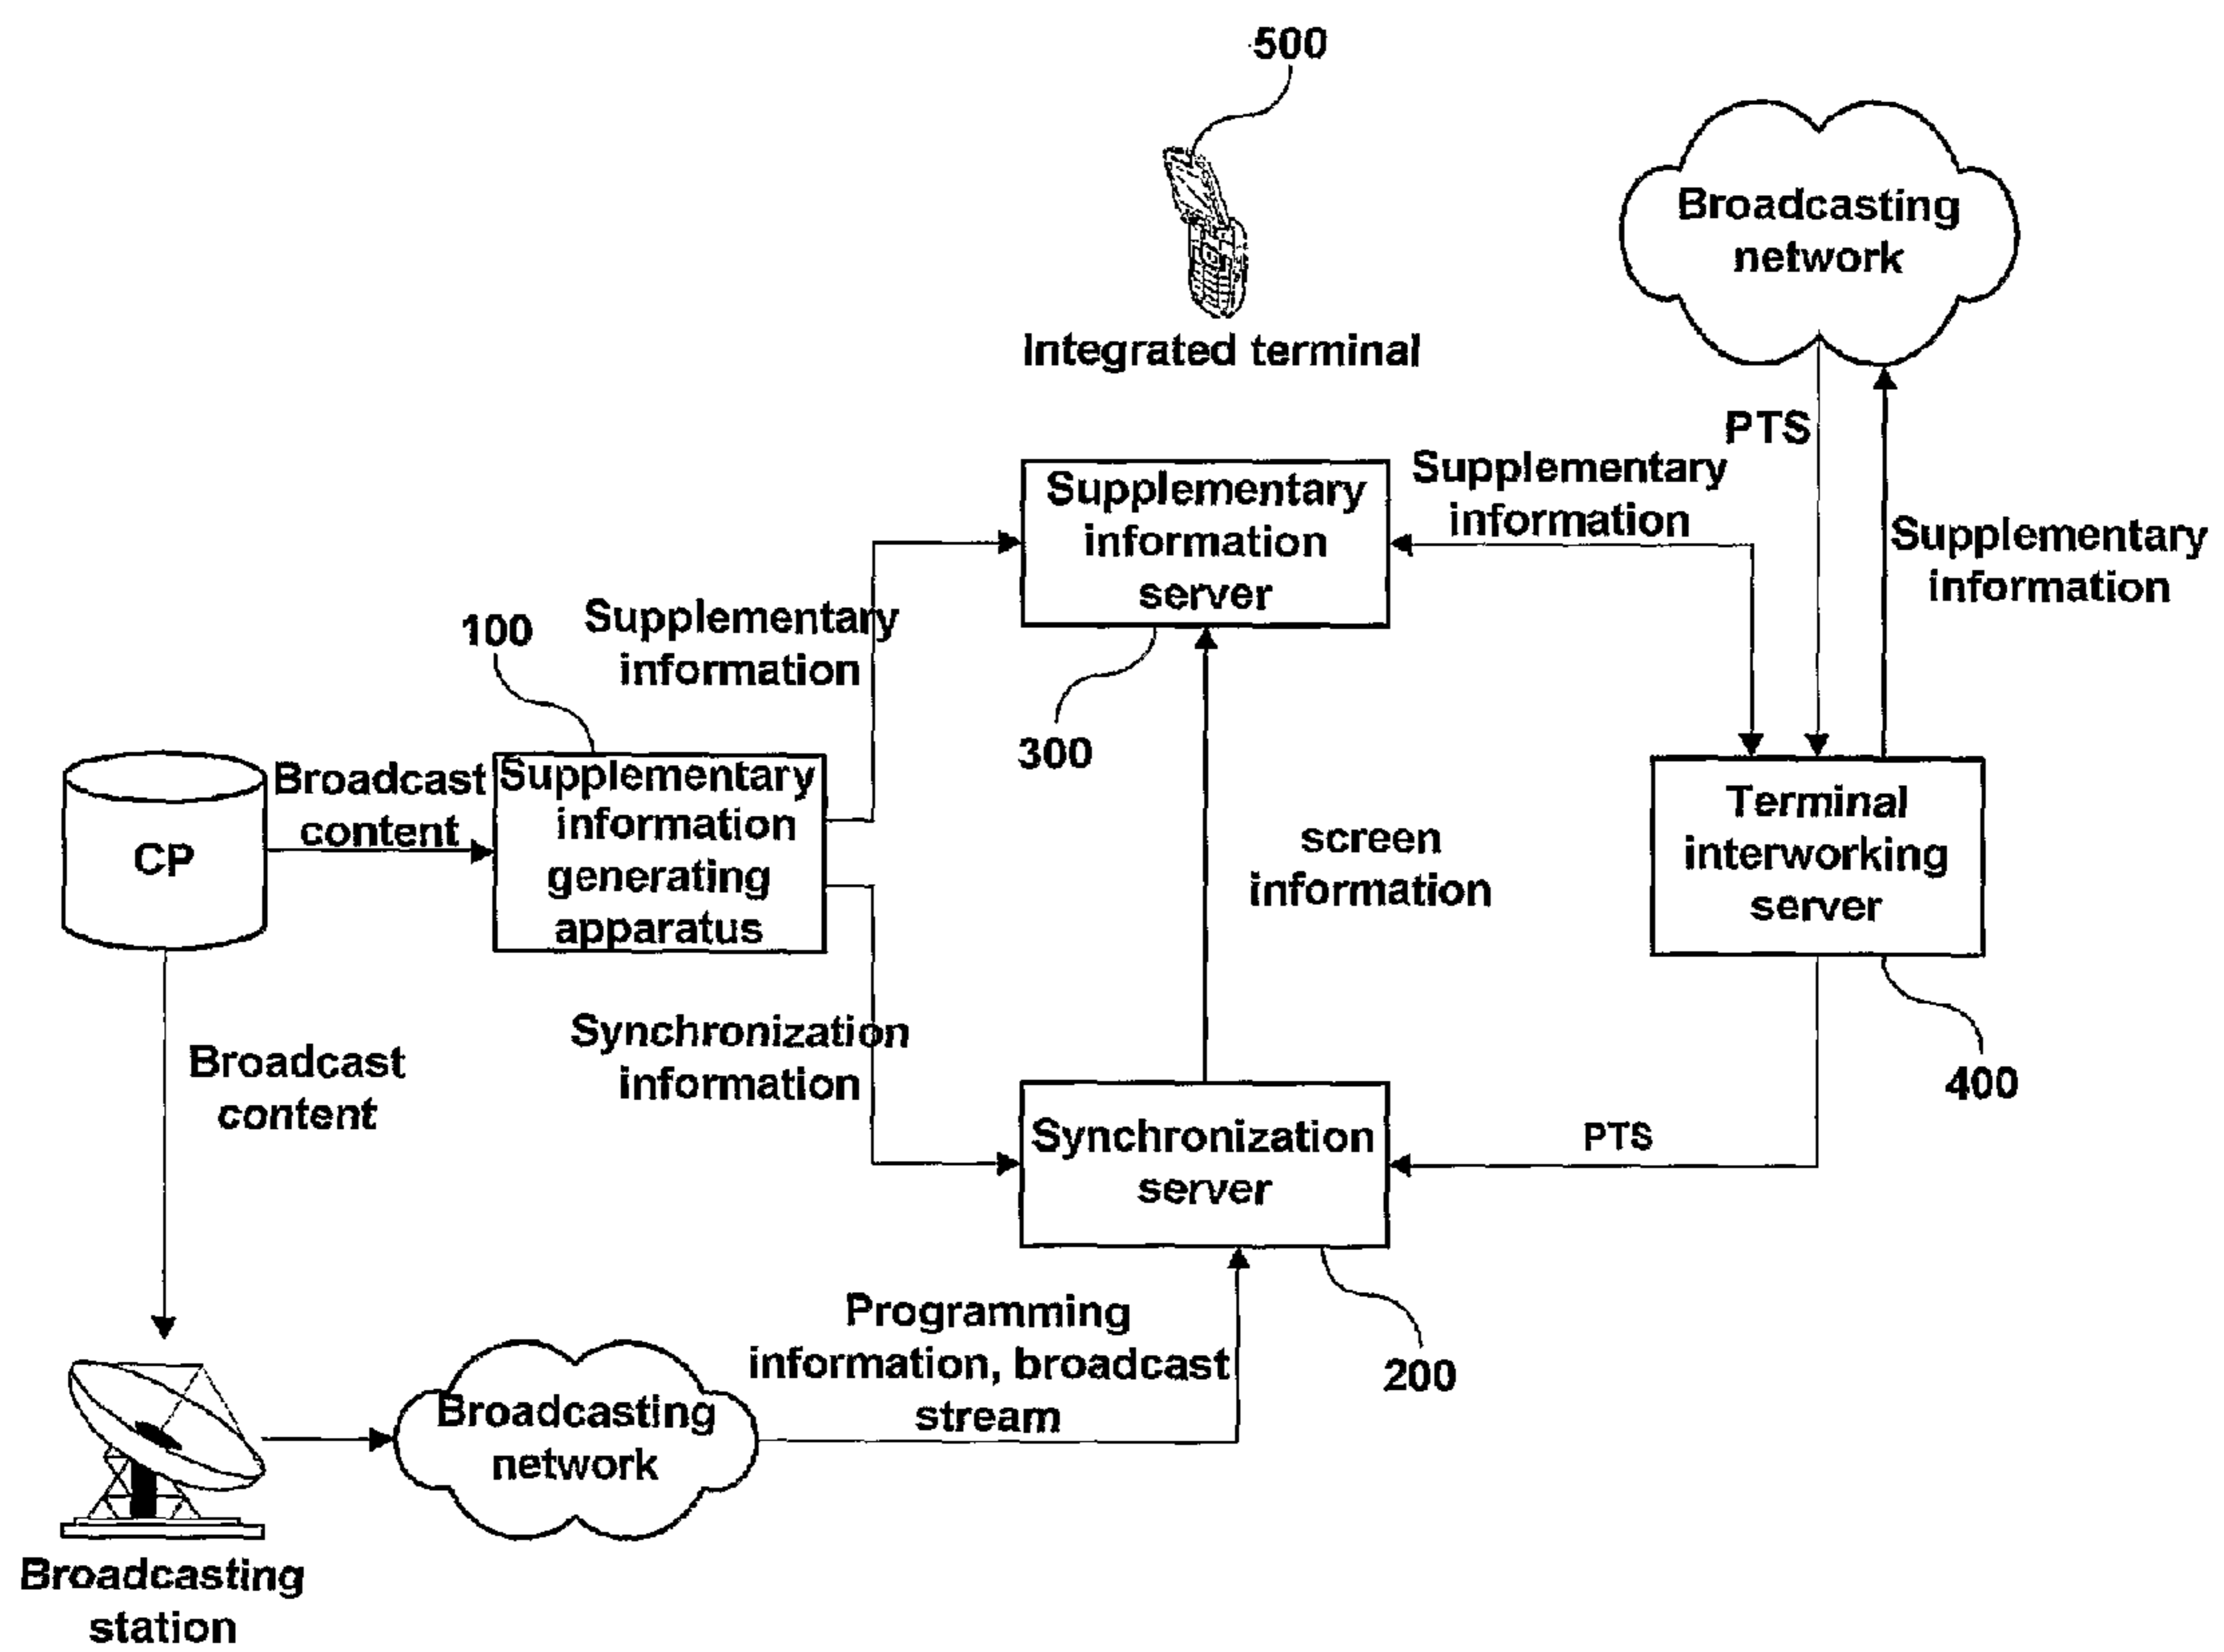 500
Integrated terminal
Broadcasting
network
PTS
Supplementary
information
Supplementary
information
Supplementary
information
server
300
Supplementary
information
100
Broadcast
content
CP
Supplementary
information
generating
apparatus
screen
information
Terminal
interworking
server
400
Synchronization
information
Broadcast
content
Synchronization
server
PTS
200
Programming
information, broadcast
stream
Broadcasting
network
Broadcasting
station